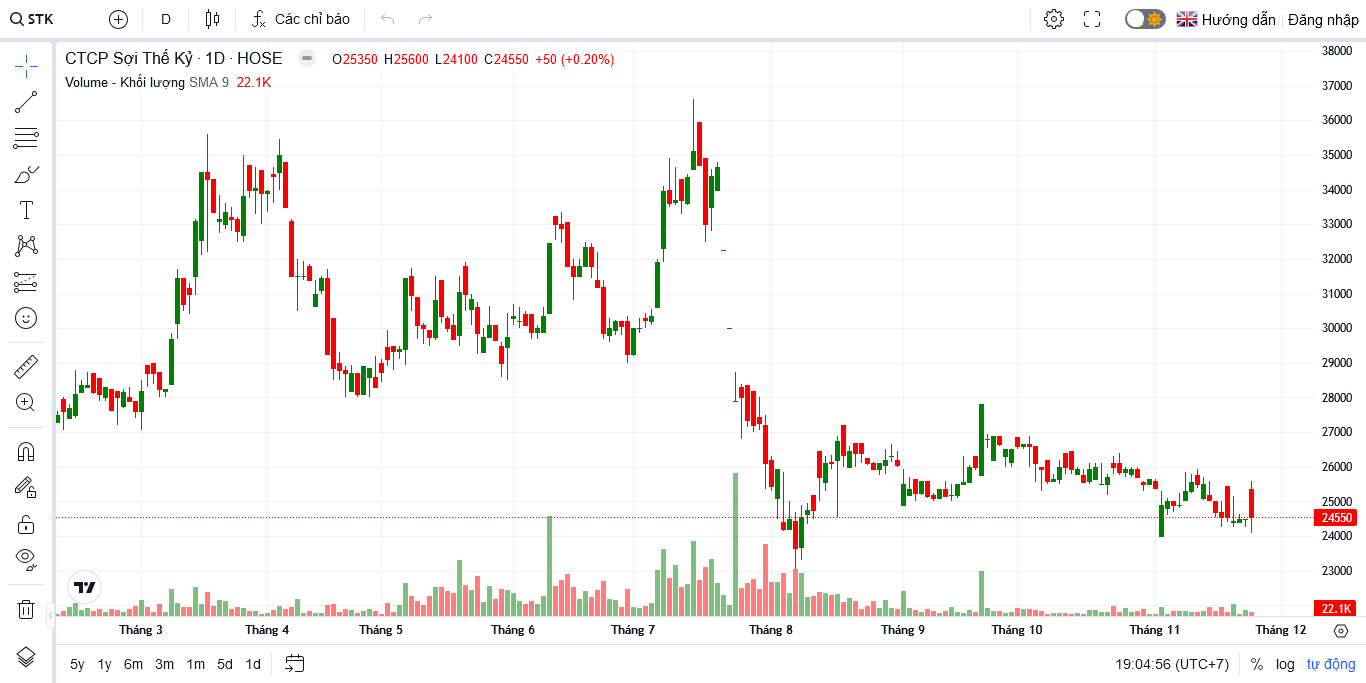 STK D Các chỉ báo Hướng dẫn Đăng nhập
CTCP Sợi Thế Kỷ · 1D · HOSE O25350 H25600 L24100 C24550 +50 (+0.20%)
Volume - Khối lượng SMA 9 22.1K
38000
37000
36000
35000
34000
33000
32000
31000
30000
29000
28000
27000
26000
25000
24550
24000
23000
22.1K
Tháng 3 Tháng 4 Tháng 5 Tháng 6 Tháng 7 Tháng 8 Tháng 9 Tháng 10 Tháng 11 Tháng 12
5y 1y 6m 3m 1m 5d 1d 19:04:56 (UTC+7) % log tự động